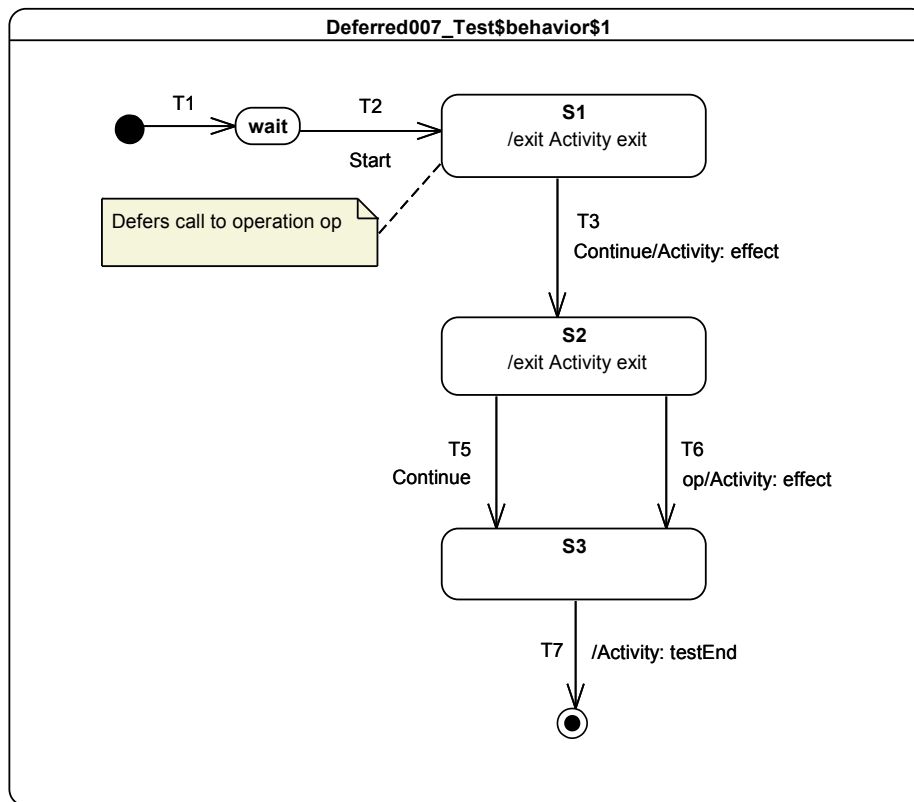 Deferred007_Test$behavior$1
T1
T2
wait
Start
S1
/exit Activity exit
Defers call to operation op
T3
Continue/Activity: effect
S2
/exit Activity exit
T5
Continue
T6
op/Activity: effect
S3
T7
/Activity: testEnd